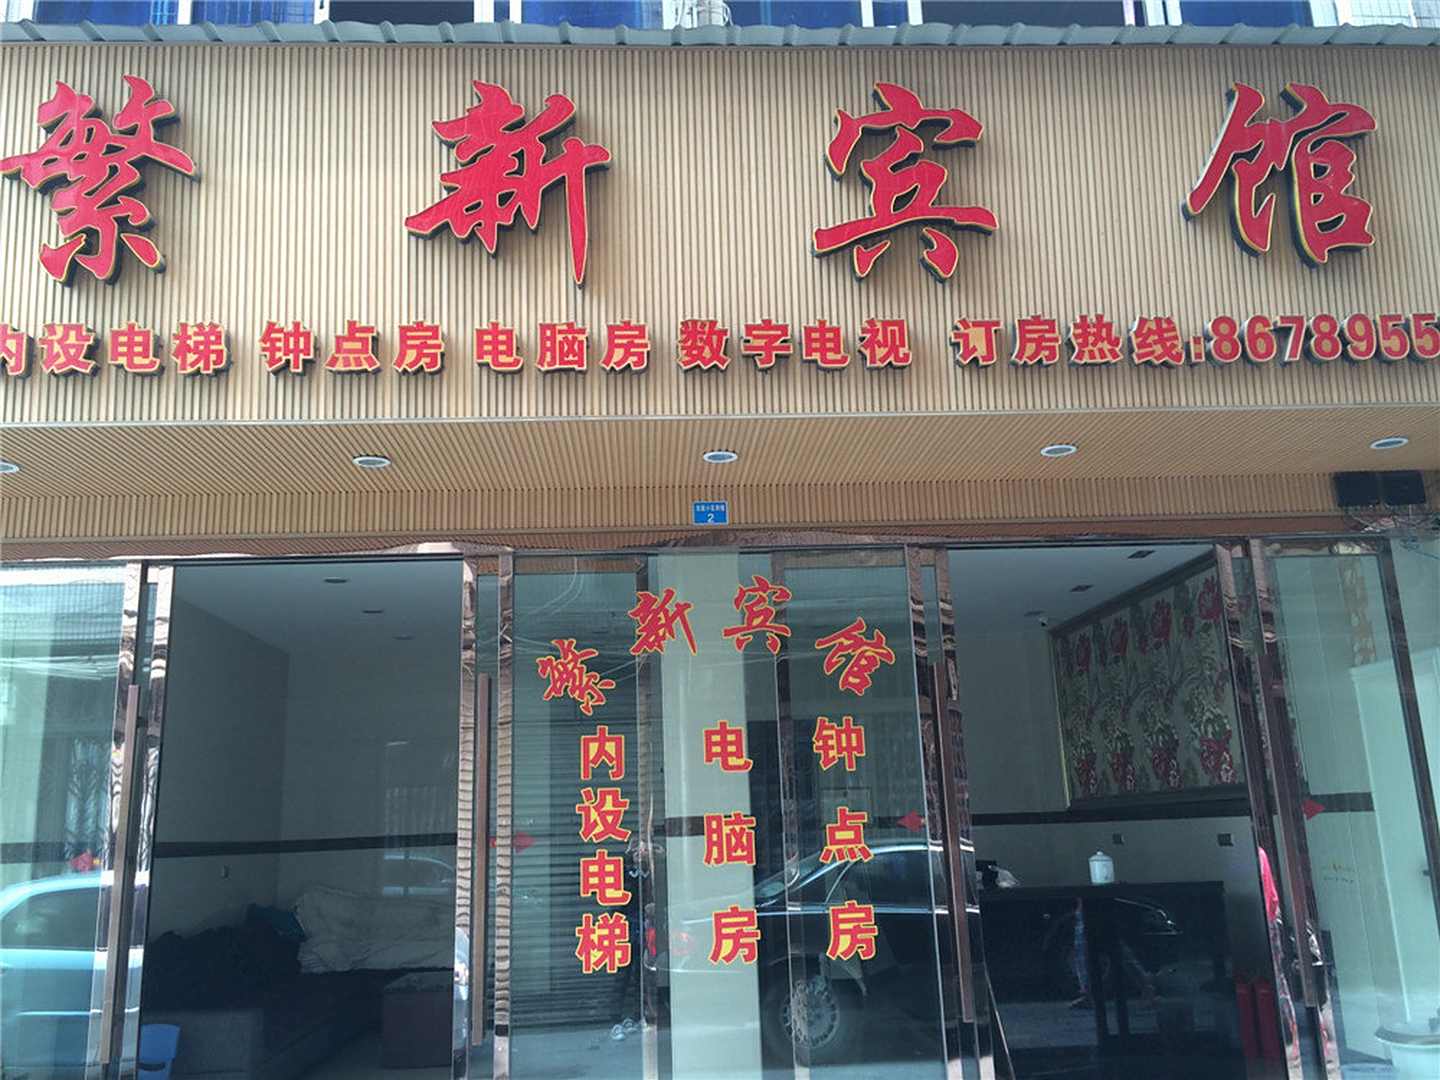 繁新宾馆
内设电梯 钟点房 电脑房 数字电视 订房热线:8678955
2
繁新宾馆
内设电梯
电脑房
钟点房